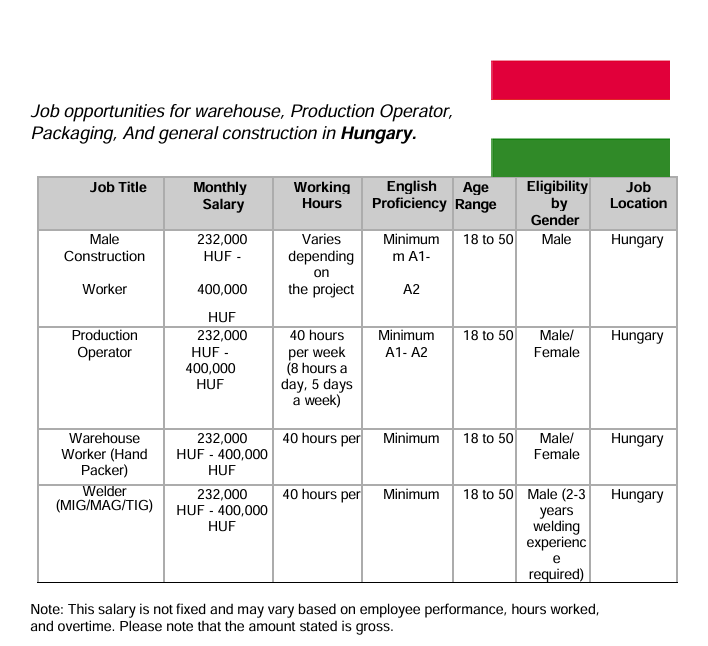 Job opportunities for warehouse, Production Operator,
Packaging, And general construction in Hungary.
Job Title
Monthly
Salary
Working
Hours
English
Proficiency
Age
Range
Eligibility
by
Gender
Job
Location
Male
Construction
Worker
232,000
HUF -
400,000
HUF
Varies
depending
on
the project
Minimum
m A1-
A2
18 to 50
Male
Hungary
Production
Operator
232,000
HUF -
400,000
HUF
40 hours
per week
(8 hours a
day, 5 days
a week)
Minimum
A1- A2
18 to 50
Male/
Female
Hungary
Warehouse
Worker (Hand
Packer)
232,000
HUF - 400,000
HUF
40 hours per
Minimum
18 to 50
Male/
Female
Hungary
Welder
(MIG/MAG/TIG)
232,000
HUF - 400,000
HUF
40 hours per
Minimum
18 to 50
Male (2-3
years
welding
experienc
e
required)
Hungary
Note: This salary is not fixed and may vary based on employee performance, hours worked,
and overtime. Please note that the amount stated is gross.